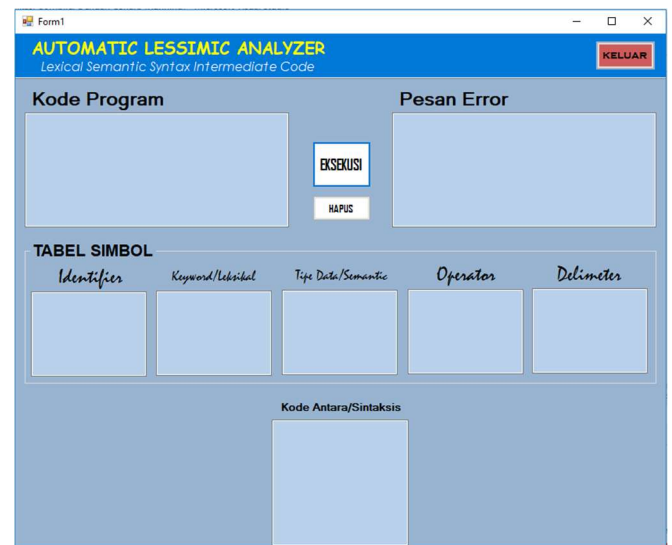 Form1
AUTOMATIC LESSIMIC ANALYZER
Lexical Semantic Syntax Intermediate Code
KELUAR
Kode Program
Pesan Error
EKSEKUSI
HAPUS
TABEL SIMBOL
Identifier
Keyword/Leksikal
Tipe Data/Semantic
Operator
Delimeter
Kode Antara/Sintaksis